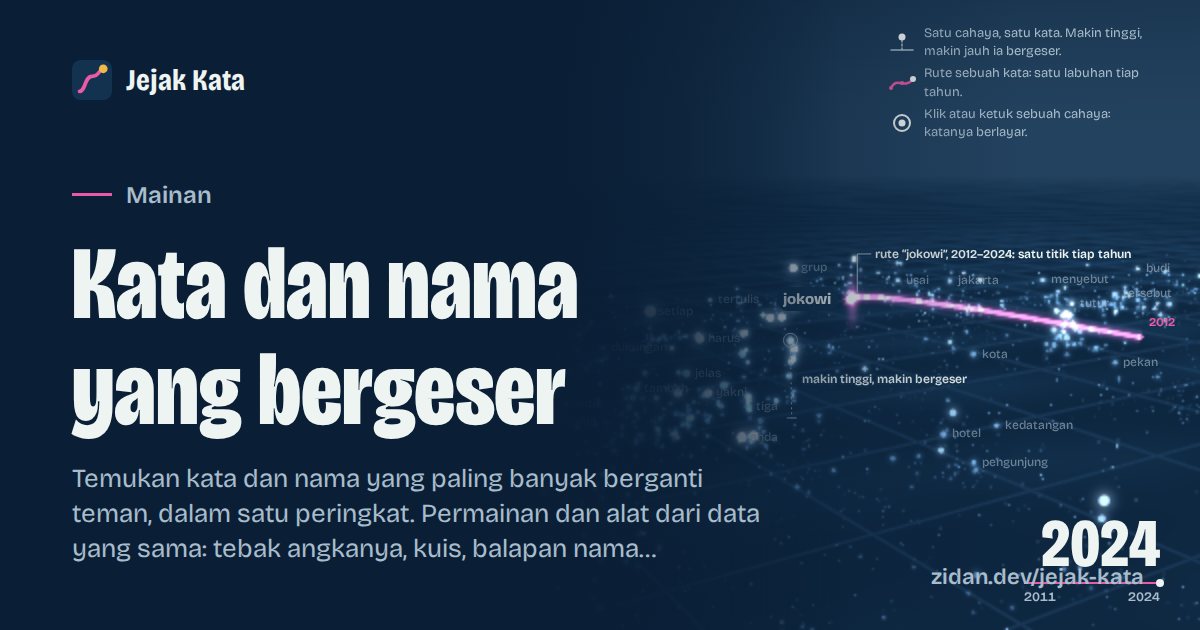 Jejak Kata
Mainan
Kata dan nama
yang bergeser
Temukan kata dan nama yang paling banyak berganti
teman, dalam satu peringkat. Permainan dan alat dari data
yang sama: tebak angkanya, kuis, balapan nama...
Satu cahaya, satu kata. Makin tinggi,
makin jauh ia bergeser.
Rute sebuah kata: satu labuhan tiap
tahun.
Klik atau ketuk sebuah cahaya:
katanya berlayar.
rute “jokowi”, 2012–2024: satu titik tiap tahun
grup
usai
jakarta
menyebut
budi
tertulis
jokowi
setiap
2012
harus
kota
pekan
jelas
makin tinggi, makin bergeser
yakni
tiga
hotel
kedatangan
pengunjung
2024
zidan.dev/jejak-kata
2011
2024